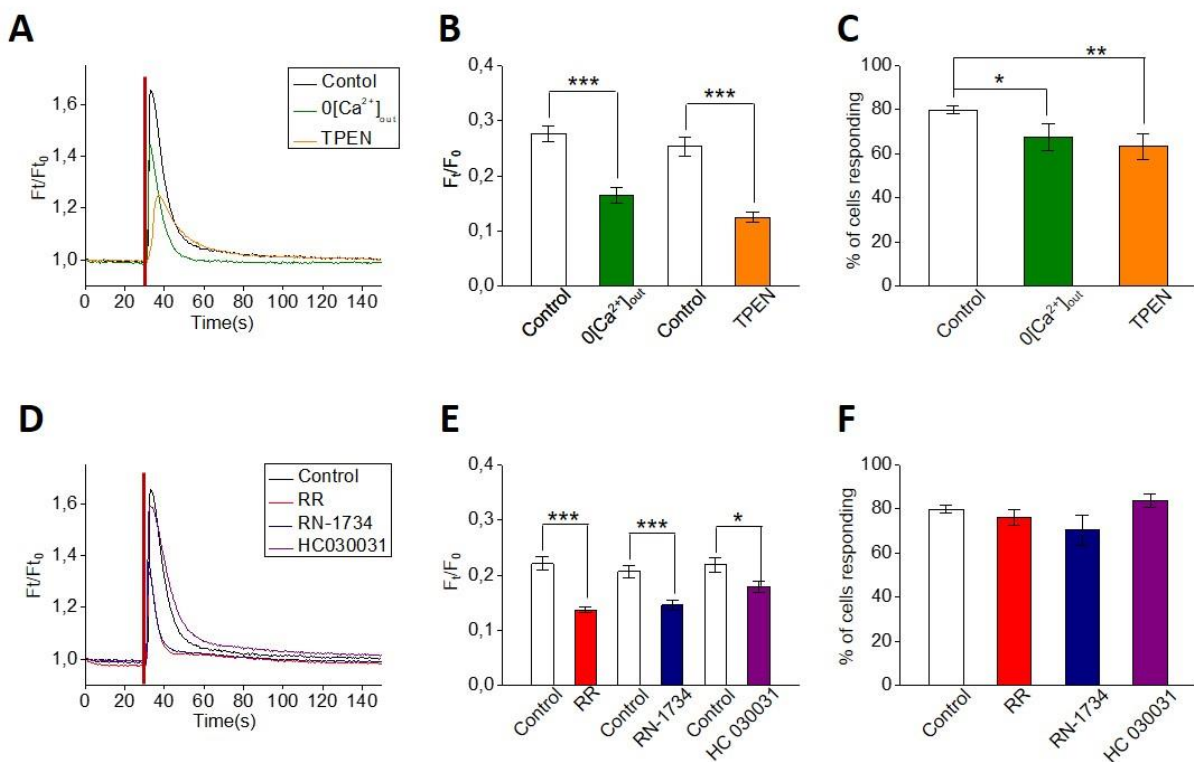 A
Ft/Ft0
1,6
1,4
1,2
1,0
0 20 40 60 80 100 120 140
Time(s)
Contol
0[Ca2+]out
TPEN
B
Ft/F0
0,4
0,3
0,2
0,1
0,0
*** ***
Control 0[Ca2+]out Control TPEN
C
% of cells responding
100
80
60
40
20
0
* **
Control 0[Ca2+]out TPEN
D
Ft/Ft0
1,6
1,4
1,2
1,0
0 20 40 60 80 100 120 140
Time(s)
Control
RR
RN-1734
HC030031
E
Ft/F0
0,4
0,3
0,2
0,1
0,0
*** *** *
Control RR Control RN-1734 Control HC 030031
F
% of cells responding
100
80
60
40
20
0
Control RR RN-1734 HC 030031